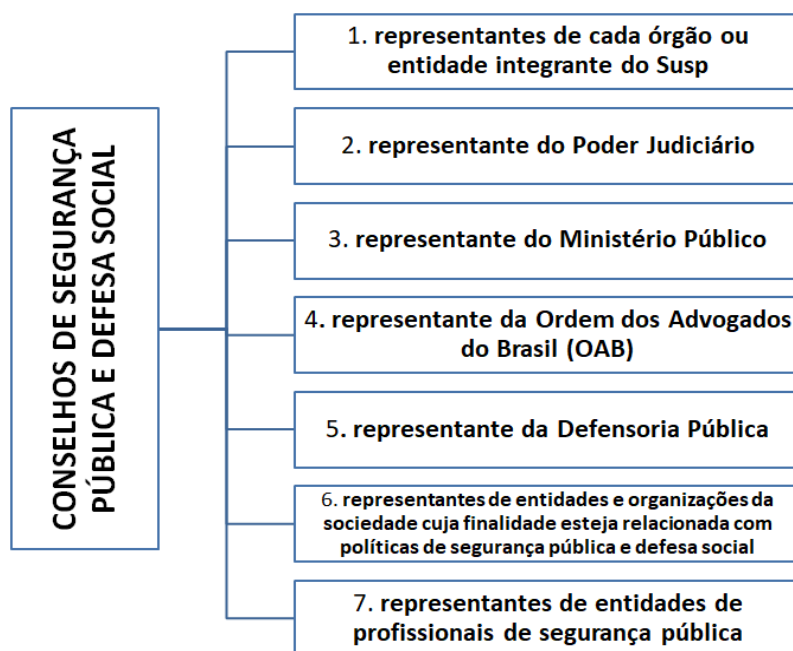 CONSELHOS DE SEGURANÇA
PÚBLICA E DEFESA SOCIAL
1. representantes de cada órgão ou
entidade integrante do Susp
2. representante do Poder Judiciário
3. representante do Ministério Público
4. representante da Ordem dos Advogados
do Brasil (OAB)
5. representante da Defensoria Pública
6. representantes de entidades e organizações da
sociedade cuja finalidade esteja relacionada com
políticas de segurança pública e defesa social
7. representantes de entidades de
profissionais de segurança pública